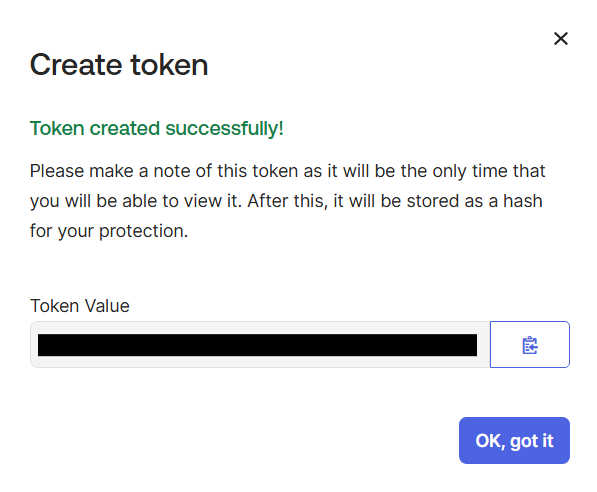 Create token
Token created successfully!
Please make a note of this token as it will be the only time that
you will be able to view it. After this, it will be stored as a hash
for your protection.
Token Value
OK, got it